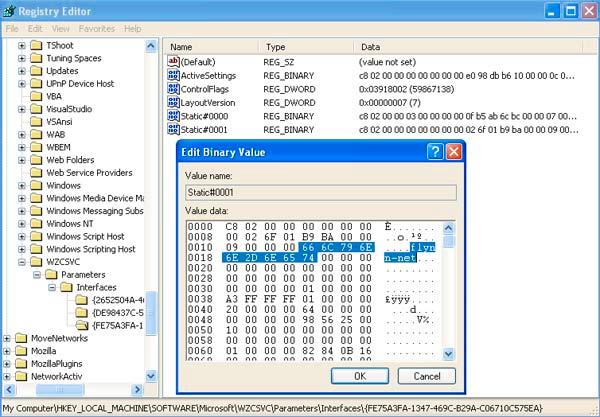 Registry Editor
File Edit View Favorites Help
TShoot
Tuning Spaces
Updates
UPnP Device Host
VBA
VisualStudio
VSAnsi
WAB
WBEM
Web Folders
Web Service Providers
Windows
Windows Media Device Ma
Windows Messaging Subs
Windows NT
Windows Script Host
Windows Scripting Host
WZCSVC
Parameters
Interfaces
{2652504A-46
{DE98437C-5
{FE75A3FA-1
MoveNetworks
Mozilla
MozillaPlugins
NetworkActiv
Name Type Data
(Default) REG_SZ (value not set)
ActiveSettings REG_BINARY c8 02 00 00 00 00 00 00 e0 98 db b6 10 00 00 0c 0...
ControlFlags REG_DWORD 0x03918002 (59867138)
LayoutVersion REG_DWORD 0x00000007 (7)
Static#0000 REG_BINARY c8 02 00 00 03 00 00 00 00 0f b5 ab 6c bc 00 00 07 00...
Static#0001 REG_BINARY c8 02 00 00 00 00 00 00 02 6f 01 b9 ba 00 00 09 00...
Edit Binary Value
Value name:
Static#0001
Value data:
0000 C8 02 00 00 00 00 00 00 È.......
0008 00 02 6F 01 B9 BA 00 00 ..o.¹º..
0010 09 00 00 00 66 6C 79 6E ....flyn
0018 6E 2D 6E 65 74 00 00 00 n-net...
0020 00 00 00 00 00 00 00 00 ........
0028 00 00 00 00 00 00 00 00 ........
0030 00 00 00 00 01 00 00 00 ........
0038 A3 FF FF FF 01 00 00 00 £ÿÿÿ....
0040 20 00 00 00 64 00 00 00 ...d...
0048 00 00 00 00 98 56 25 00 .....V%.
0050 10 00 00 00 00 00 00 00 ........
0058 00 00 00 00 00 00 00 00 ........
0060 01 00 00 00 82 84 0B 16 ........
OK Cancel
My Computer\HKEY_LOCAL_MACHINE\SOFTWARE\Microsoft\WZCSVC\Parameters\Interfaces\{FE75A3FA-1347-469C-B29A-C06710C575EA}